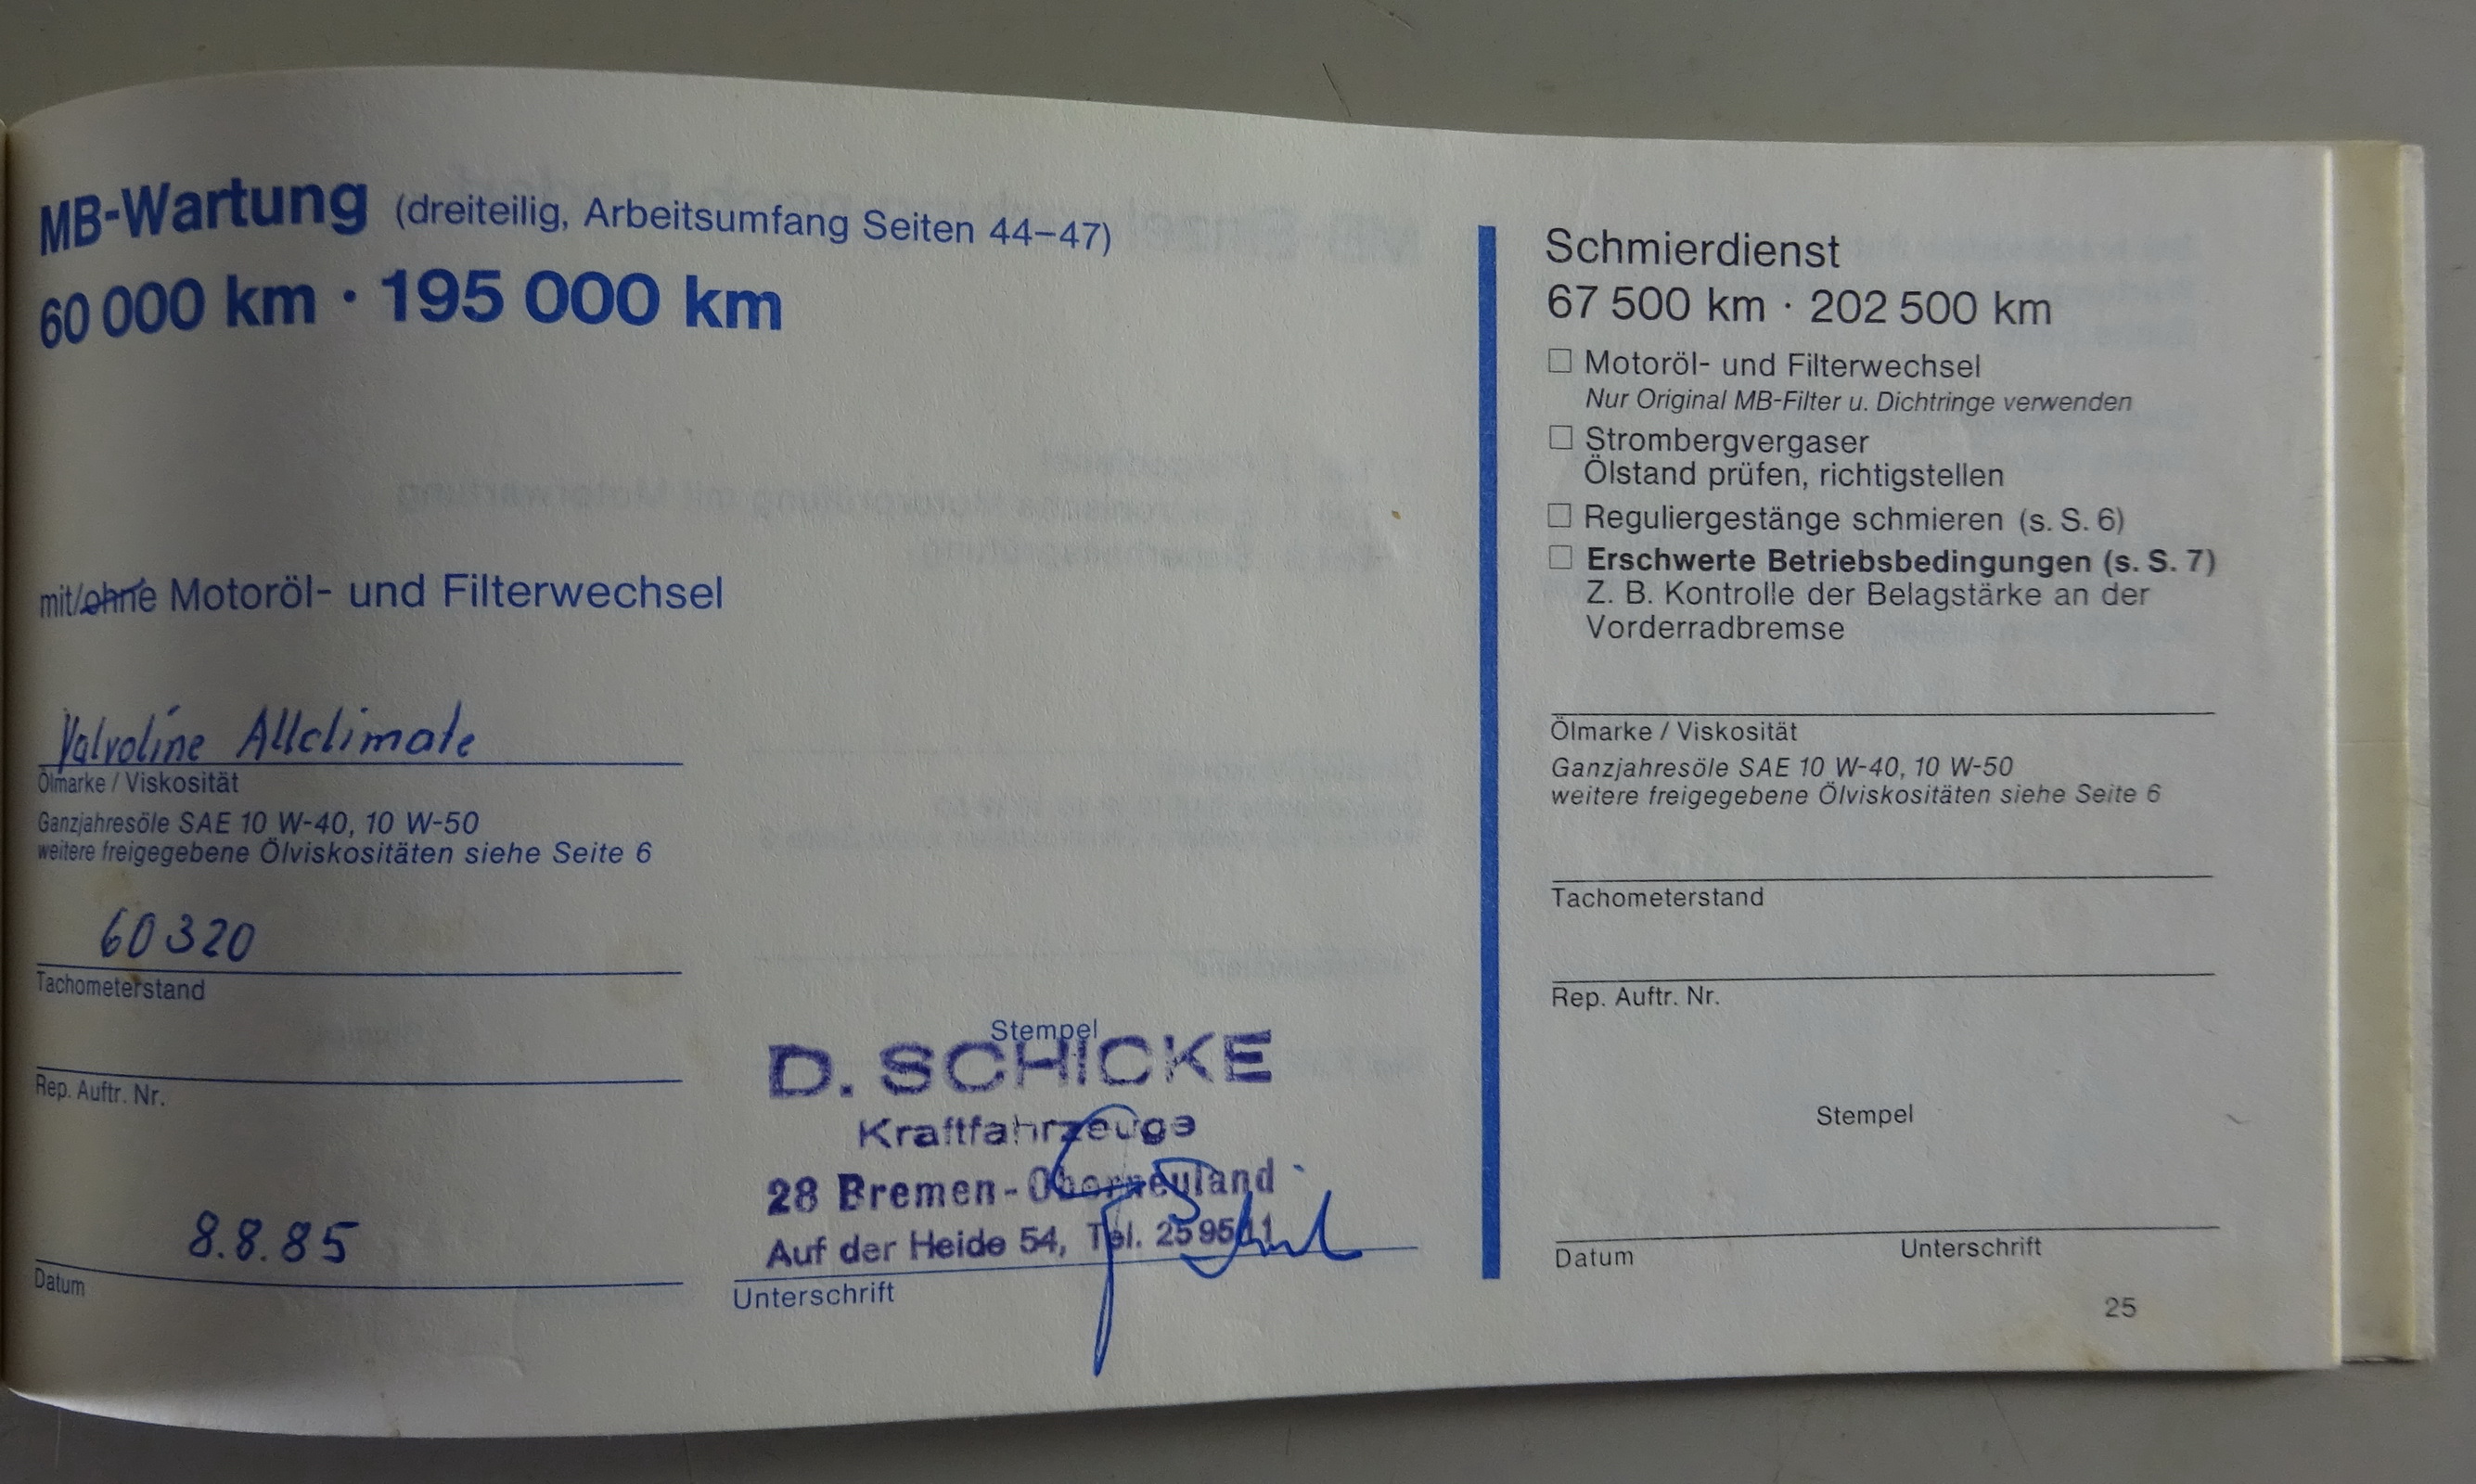 MB-Wartung (dreiteilig, Arbeitsumfang Seiten 44–47)
60 000 km · 195 000 km
mit/ohne Motoröl- und Filterwechsel
Valvoline Allclimate
Ölmarke / Viskosität
Ganzjahresöle SAE 10 W-40, 10 W-50
weitere freigegebene Ölviskositäten siehe Seite 6
60320
Tachometerstand
Rep. Auftr. Nr.
8.8.85
Datum
Stempel
D. SCHICKE
Kraftfahrzeuge
28 Bremen-Oberneuland
Auf der Heide 54, Tel.
Unterschrift
Schmierdienst
67 500 km · 202 500 km
Motoröl- und Filterwechsel
Nur Original MB-Filter u. Dichtringe verwenden
Strombergvergaser
Ölstand prüfen, richtigstellen
Reguliergestänge schmieren (s. S. 6)
Erschwerte Betriebsbedingungen (s. S. 7)
Z. B. Kontrolle der Belagstärke an der
Vorderradbremse
Ölmarke / Viskosität
Ganzjahresöle SAE 10 W-40, 10 W-50
weitere freigegebene Ölviskositäten siehe Seite 6
Tachometerstand
Rep. Auftr. Nr.
Stempel
Datum Unterschrift
25